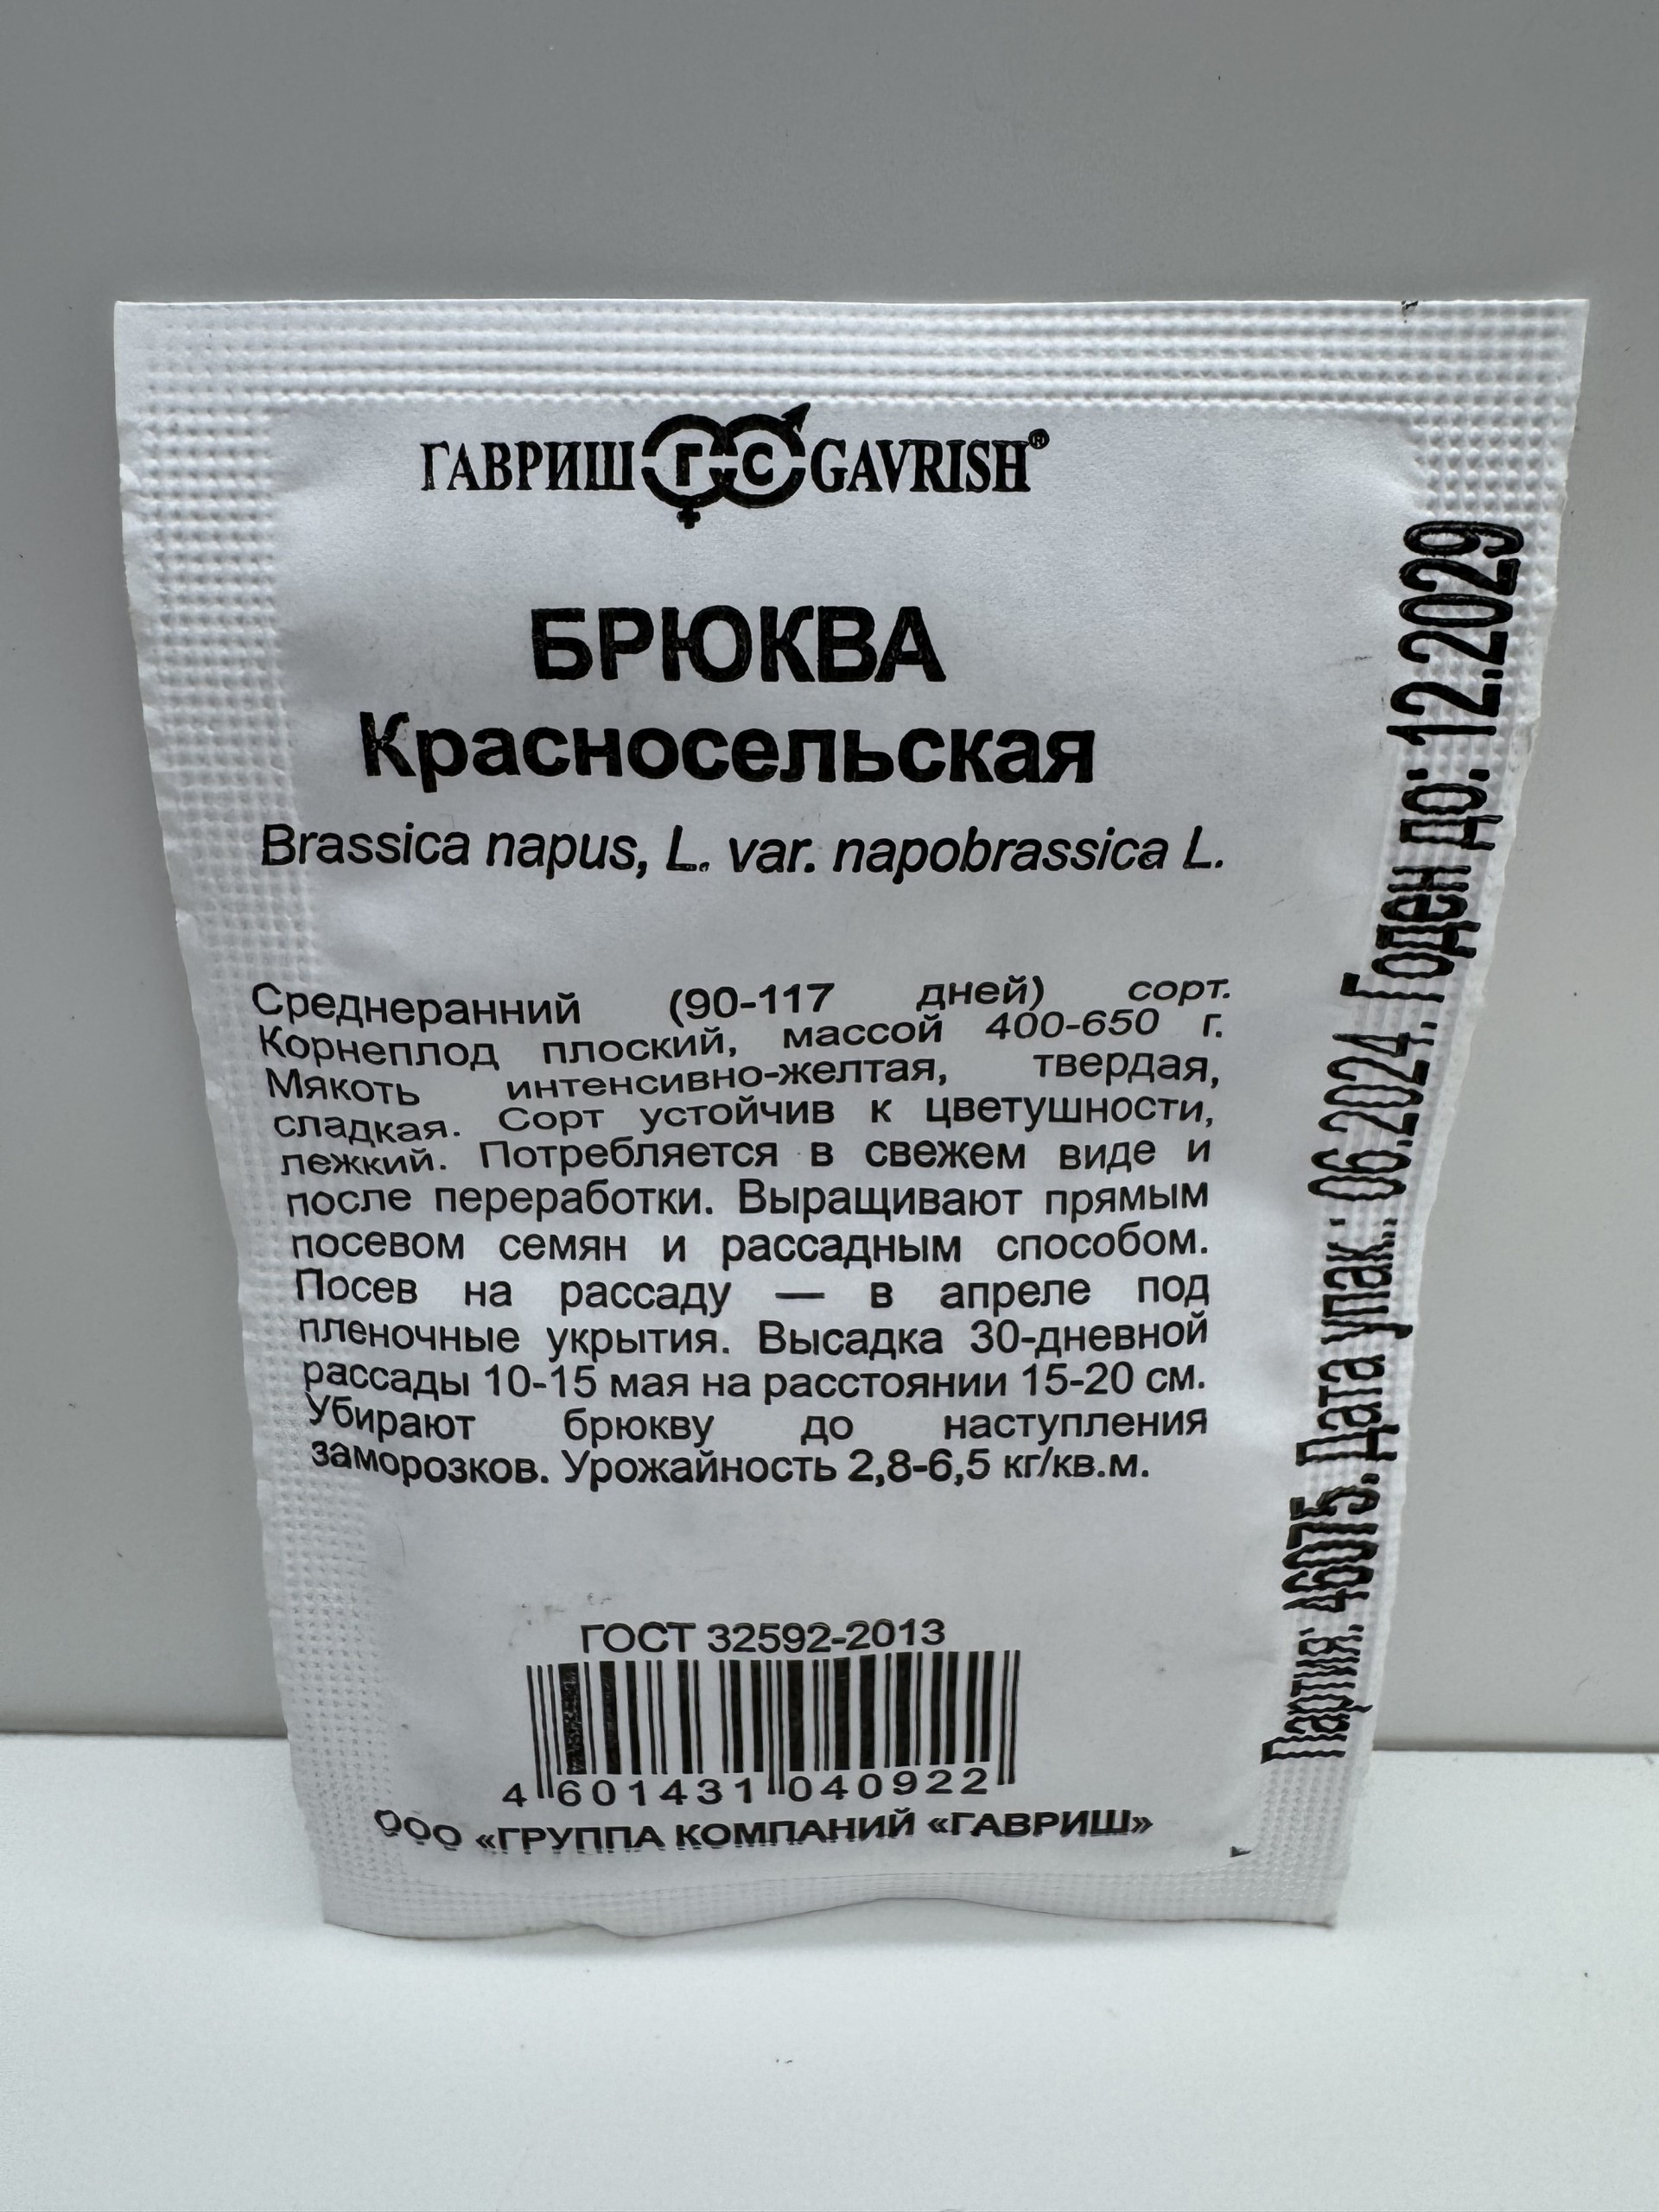 ГАВРИШ ГС GAVRISH®
БРЮКВА
Красносельская
Brassica napus, L. var. napobrassica L.
Среднеранний (90-117 дней) сорт.
Корнеплод плоский, массой 400-650 г.
Мякоть интенсивно-желтая, твердая,
сладкая. Сорт устойчив к цветушности,
лежкий. Потребляется в свежем виде и
после переработки. Выращивают прямым
посевом семян и рассадным способом.
Посев на рассаду — в апреле под
пленочные укрытия. Высадка 30-дневной
рассады 10-15 мая на расстоянии 15-20 см.
Убирают брюкву до наступления
заморозков. Урожайность 2,8-6,5 кг/кв.м.
ГОСТ 32592-2013
4 601431 040922
ООО «ГРУППА КОМПАНИЙ «ГАВРИШ»
Партия: 46075. Дата упак.: 06.2024. Годен до: 12.2029